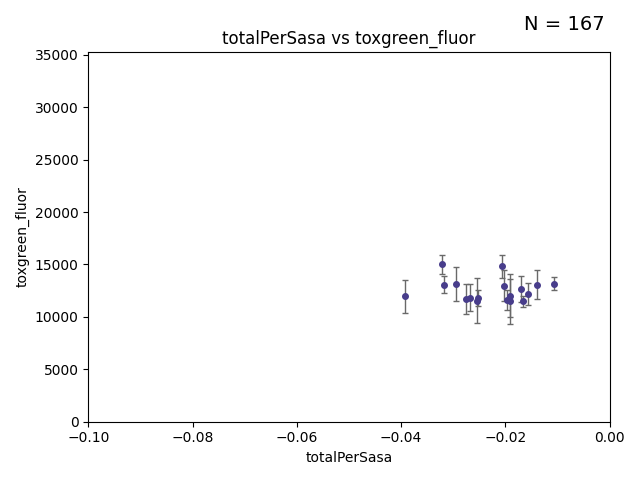 N = 167
totalPerSasa vs toxgreen_fluor
toxgreen_fluor
35000
30000
25000
20000
15000
10000
5000
0
−0.10 −0.08 −0.06 −0.04 −0.02 0.00
totalPerSasa